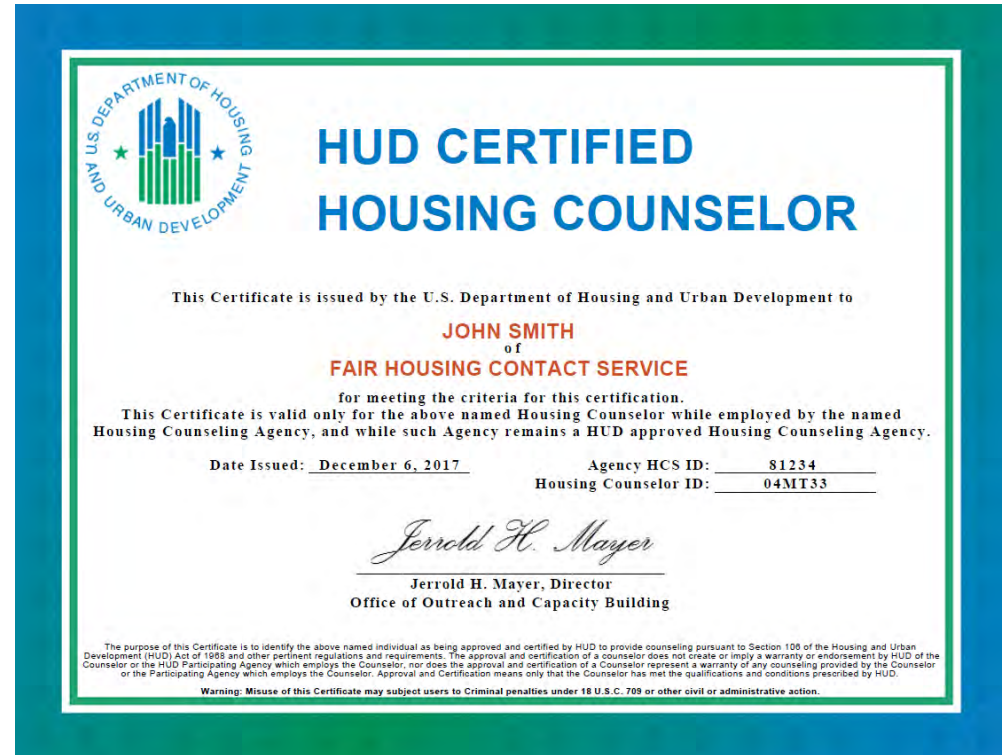 U.S. DEPARTMENT OF HOUSING
AND URBAN DEVELOPMENT
HUD CERTIFIED
HOUSING COUNSELOR
This Certificate is issued by the U.S. Department of Housing and Urban Development to
JOHN SMITH
of
FAIR HOUSING CONTACT SERVICE
for meeting the criteria for this certification.
This Certificate is valid only for the above named Housing Counselor while employed by the named
Housing Counseling Agency, and while such Agency remains a HUD approved Housing Counseling Agency.
Date Issued: December 6, 2017 Agency HCS ID: 81234
Housing Counselor ID: 04MT33
Jerrold H. Mayer
Jerrold H. Mayer, Director
Office of Outreach and Capacity Building
The purpose of this Certificate is to identify the above named individual as being approved and certified by HUD to provide counseling pursuant to Section 106 of the Housing and Urban
Development (HUD) Act of 1968 and other pertinent regulations and requirements. The approval and certification of a counselor does not create or imply a warranty or endorsement by HUD of the
Counselor or the HUD Participating Agency which employs the Counselor, nor does the approval and certification of a Counselor represent a warranty of any counseling provided by the Counselor
or the Participating Agency which employs the Counselor. Approval and Certification means only that the Counselor has met the qualifications and conditions prescribed by HUD.
Warning: Misuse of this Certificate may subject users to Criminal penalties under 18 U.S.C. 709 or other civil or administrative action.